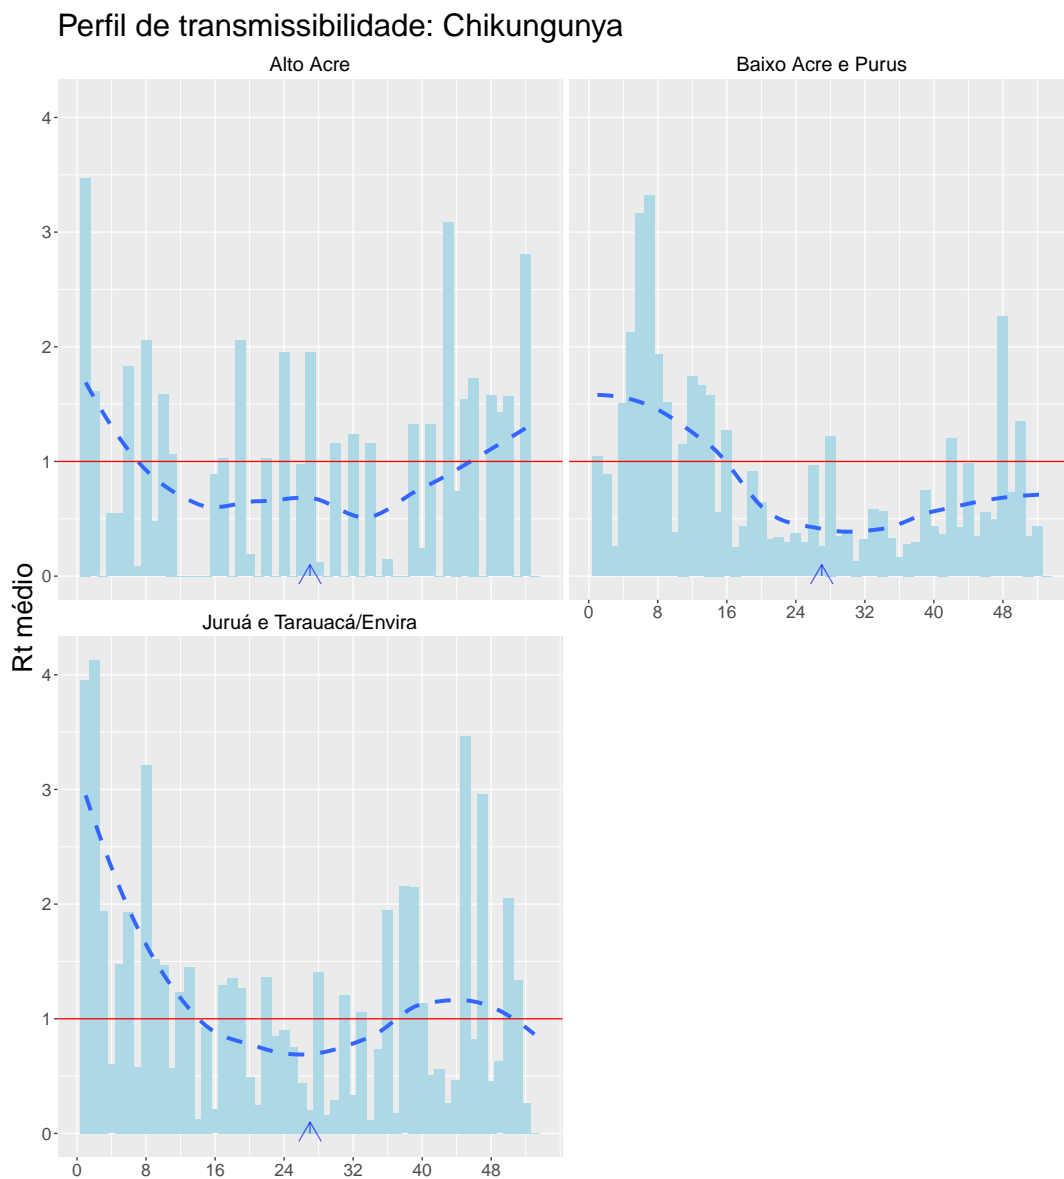 Perfil de transmissibilidade: Chikungunya
Alto Acre
Baixo Acre e Purus
4
3
2
1
0
0 8 16 24 32 40 48
Rt médio
Juruá e Tarauacá/Envira
4
3
2
1
0
0 8 16 24 32 40 48